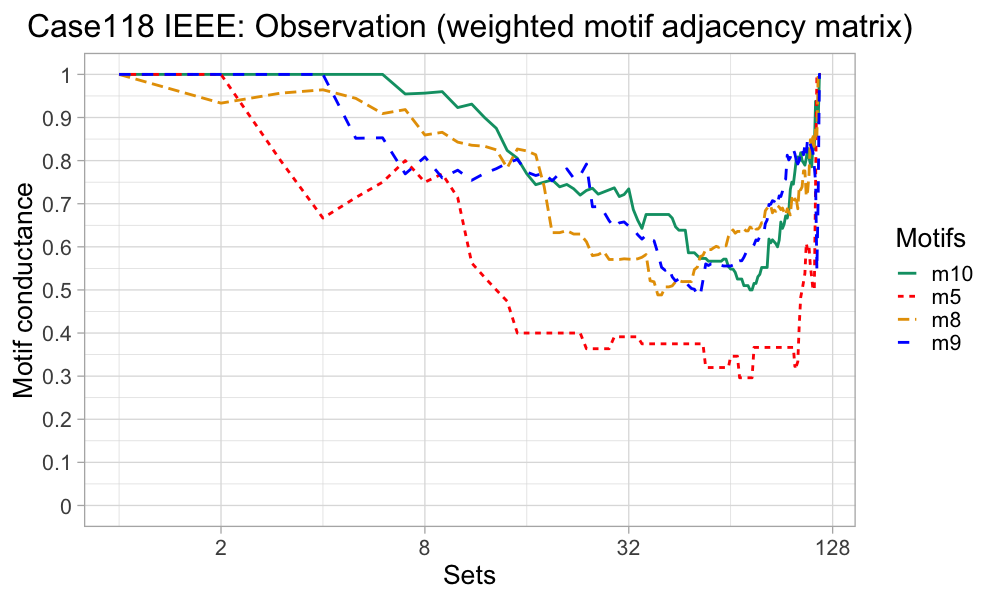 Case118 IEEE: Observation (weighted motif adjacency matrix)
Motif conductance
1
0.9
0.8
0.7
0.6
0.5
0.4
0.3
0.2
0.1
0
2 8 32 128
Sets
Motifs
m10
m5
m8
m9